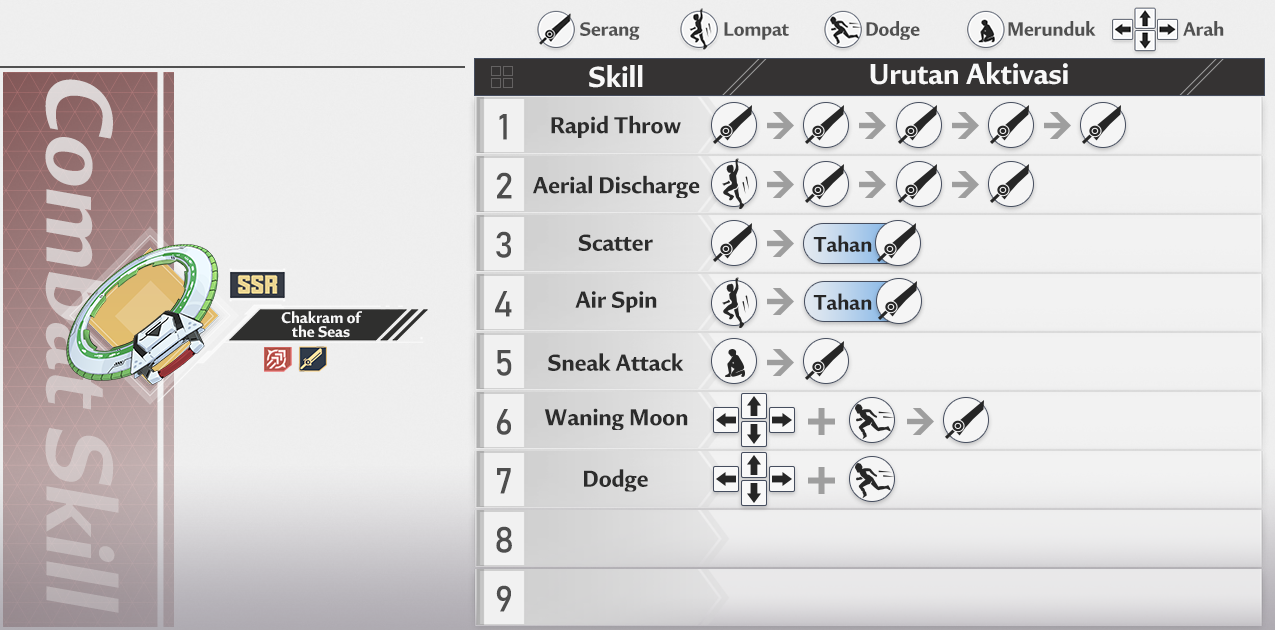 Serang
Lompat
Dodge
Merunduk
Arah
Skill
Urutan Aktivasi
Combat Skill
SSR
Chakram of
the Seas
1
Rapid Throw
2
Aerial Discharge
3
Scatter
Tahan
4
Air Spin
Tahan
5
Sneak Attack
6
Waning Moon
7
Dodge
8
9